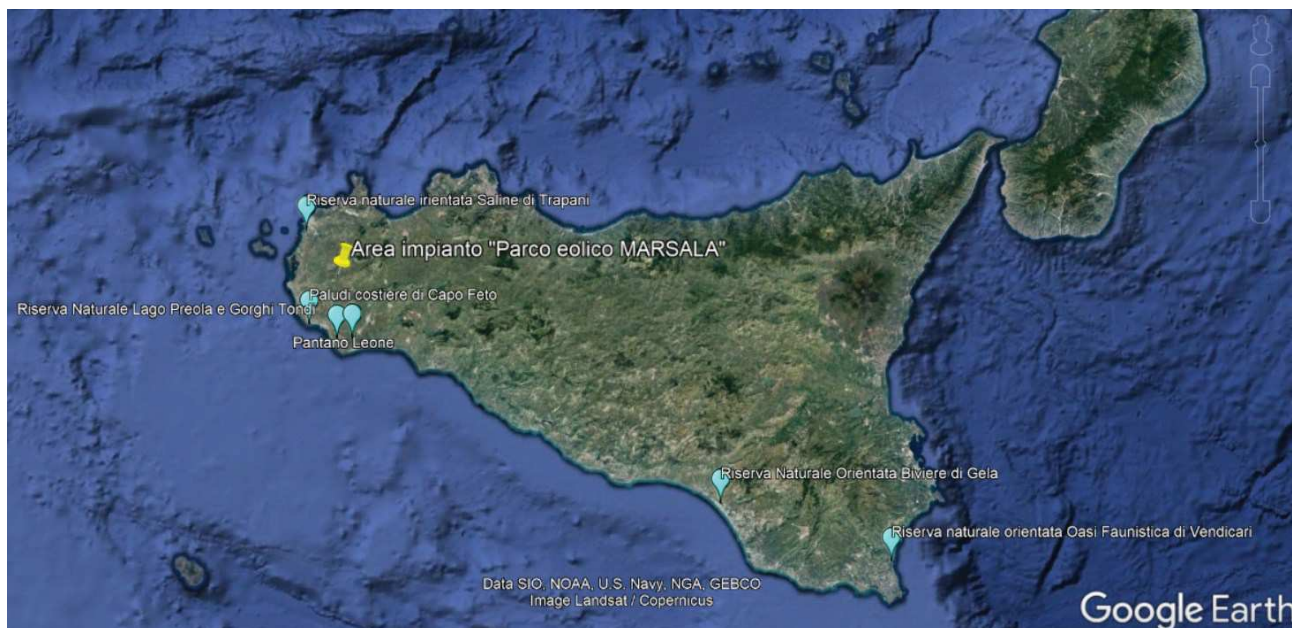 Riserva naturale irientata Saline di Trapani
Area impianto "Parco eolico MARSALA"
Paludi costiere di Capo Feto
Riserva Naturale Lago Preola e Gorghi Tondi
Pantano Leone
Riserva Naturale Orientata Biviere di Gela
Riserva naturale orientata Oasi Faunistica di Vendicari
Data SIO, NOAA, U.S. Navy, NGA, GEBCO
Image Landsat / Copernicus
Google Earth